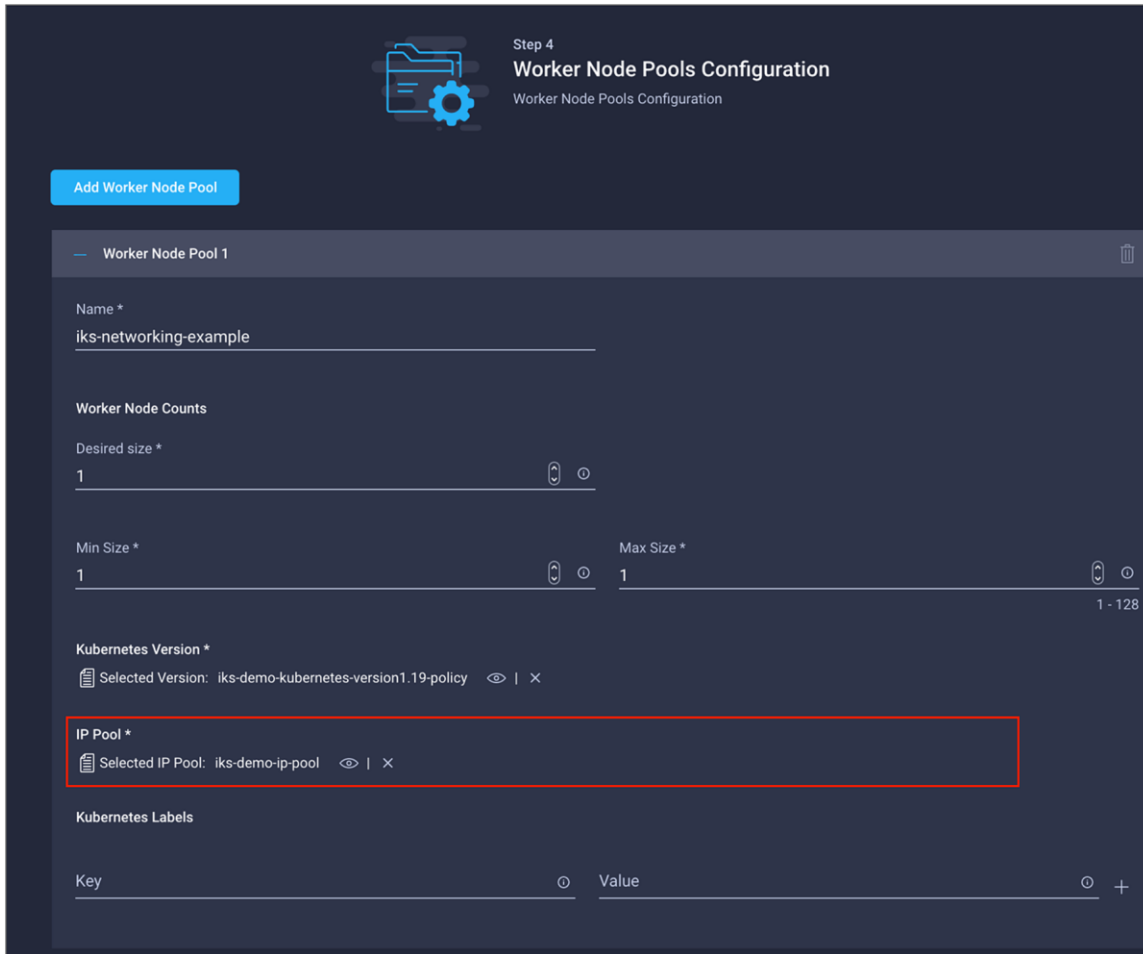 Step 4
Worker Node Pools Configuration
Worker Node Pools Configuration
Add Worker Node Pool
Worker Node Pool 1
Name *
iks-networking-example
Worker Node Counts
Desired size *
1
Min Size * Max Size *
1 1
1 - 128
Kubernetes Version *
Selected Version: iks-demo-kubernetes-version1.19-policy |
IP Pool *
Selected IP Pool: iks-demo-ip-pool |
Kubernetes Labels
Key Value